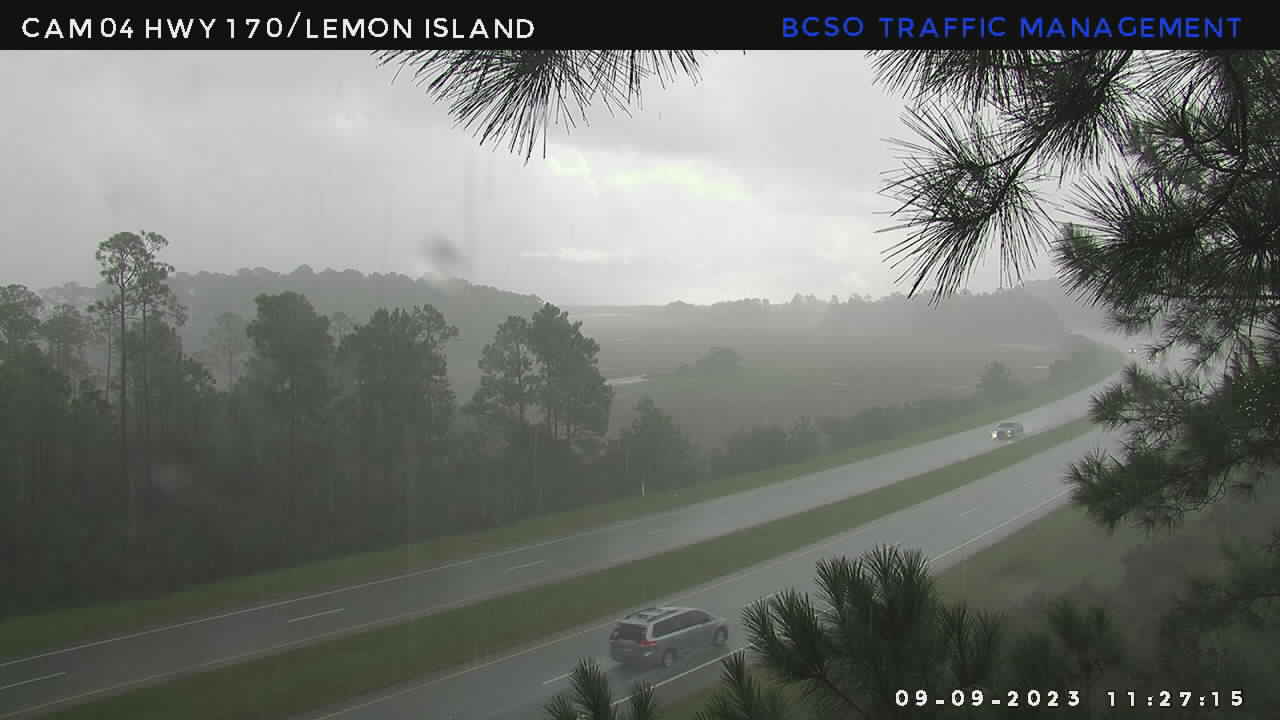 CAM04 HWY 170/LEMON ISLAND
BCSO TRAFFIC MANAGEMENT
09-09-2023 11:27:15